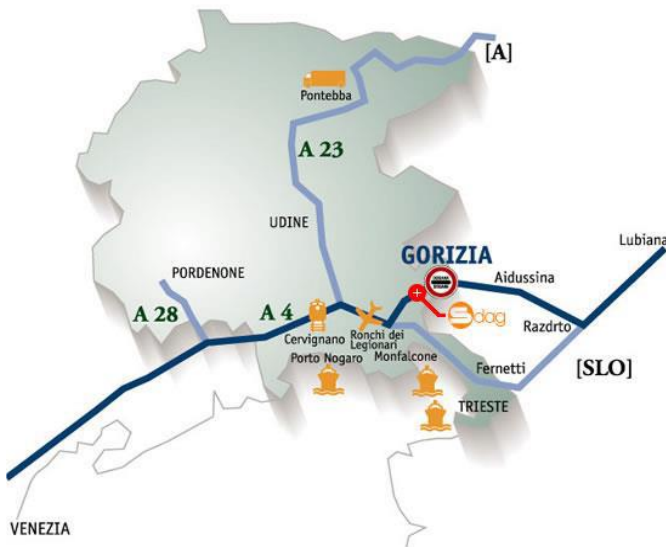 [A]
Pontebba
A 23
UDINE
Lubiana
GORIZIA
Aidussina
PORDENONE
A 28
A 4
Sdag
Razdrto
Cervignano
Ronchi dei
Legionari
Porto Nogaro
Monfalcone
Fernetti
[SLO]
TRIESTE
VENEZIA